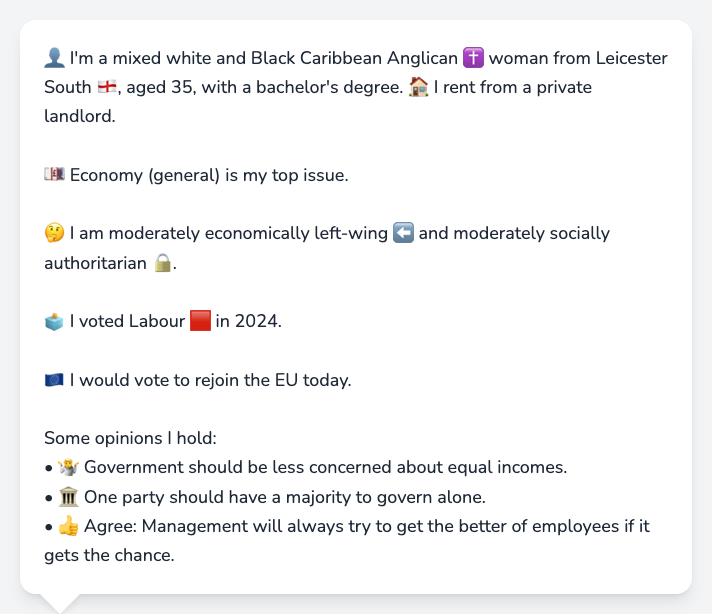 👤 I'm a mixed white and Black Caribbean Anglican ✝️ woman from Leicester
South 🏴󠁧󠁢󠁥󠁮󠁧󠁿, aged 35, with a bachelor's degree. 🏠 I rent from a private
landlord.
💷 Economy (general) is my top issue.
🤔 I am moderately economically left-wing ⬅️ and moderately socially
authoritarian 🔒.
🗳️ I voted Labour 🟥 in 2024.
🇪🇺 I would vote to rejoin the EU today.
Some opinions I hold:
• 🤷 Government should be less concerned about equal incomes.
• 🏛️ One party should have a majority to govern alone.
• 👍 Agree: Management will always try to get the better of employees if it
gets the chance.